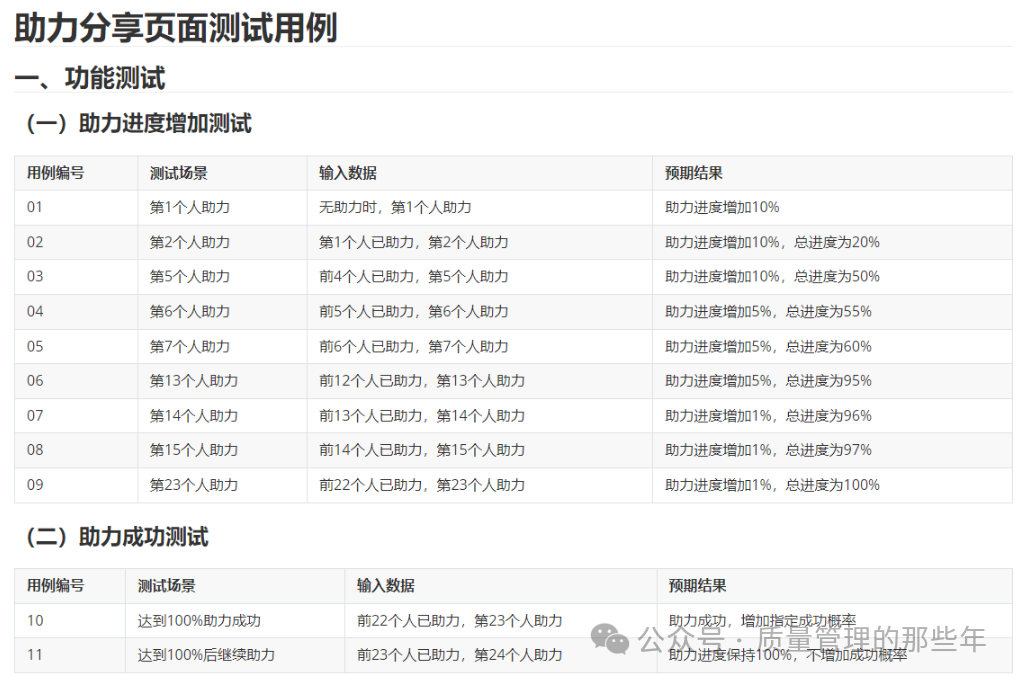 助力分享页面测试用例
一、功能测试
（一）助力进度增加测试
用例编号 测试场景 输入数据 预期结果
01 第1个人助力 无助力时，第1个人助力 助力进度增加10%
02 第2个人助力 第1个人已助力，第2个人助力 助力进度增加10%，总进度为20%
03 第5个人助力 前4个人已助力，第5个人助力 助力进度增加10%，总进度为50%
04 第6个人助力 前5个人已助力，第6个人助力 助力进度增加5%，总进度为55%
05 第7个人助力 前6个人已助力，第7个人助力 助力进度增加5%，总进度为60%
06 第13个人助力 前12个人已助力，第13个人助力 助力进度增加5%，总进度为95%
07 第14个人助力 前13个人已助力，第14个人助力 助力进度增加1%，总进度为96%
08 第15个人助力 前14个人已助力，第15个人助力 助力进度增加1%，总进度为97%
09 第23个人助力 前22个人已助力，第23个人助力 助力进度增加1%，总进度为100%
（二）助力成功测试
用例编号 测试场景 输入数据 预期结果
10 达到100%助力成功 前22个人已助力，第23个人助力 助力成功，增加指定成功概率
11 达到100%后继续助力 前23个人已助力，第24个人助力 助力进度保持100%，不增加成功概率
公众号 · 质量管理的那些年